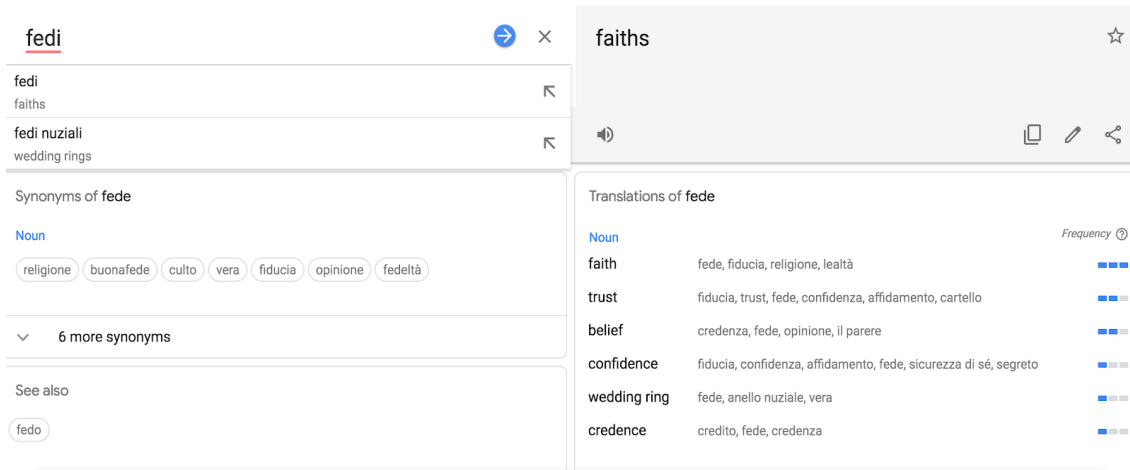 fedi
fedi
faiths
fedi nuziali
wedding rings
Synonyms of fede
Noun
religione buonafede culto vera fiducia opinione fedeltà
6 more synonyms
See also
fedo
faiths
Translations of fede
Noun Frequency
faith fede, fiducia, religione, lealtà
trust fiducia, trust, fede, confidenza, affidamento, cartello
belief credenza, fede, opinione, il parere
confidence fiducia, confidenza, affidamento, fede, sicurezza di sé, segreto
wedding ring fede, anello nuziale, vera
credence credito, fede, credenza